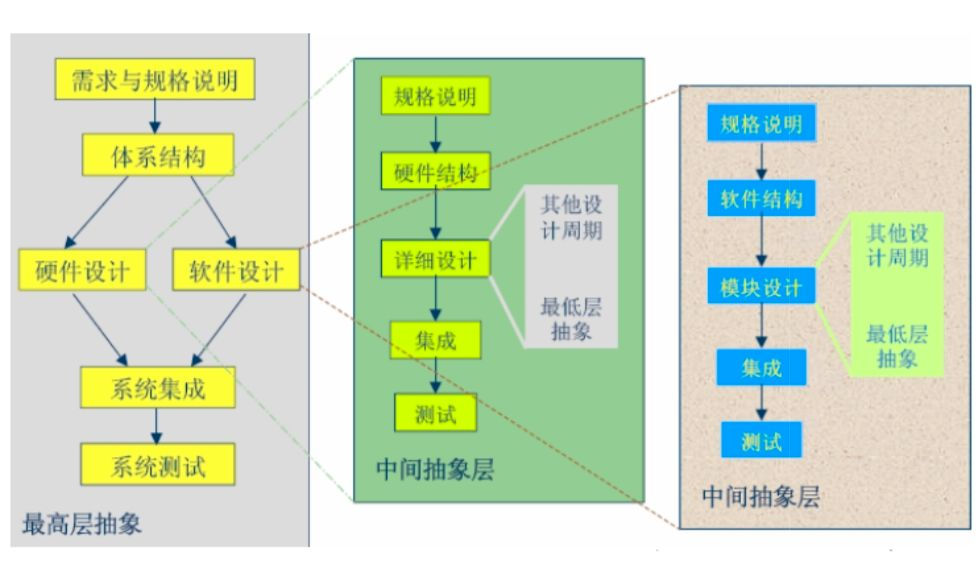 需求与规格说明
体系结构
硬件设计
软件设计
系统集成
系统测试
最高层抽象
规格说明
硬件结构
详细设计
集成
测试
其他设
计周期
最低层
抽象
中间抽象层
规格说明
软件结构
模块设计
集成
测试
其他设
计周期
最低层
抽象
中间抽象层